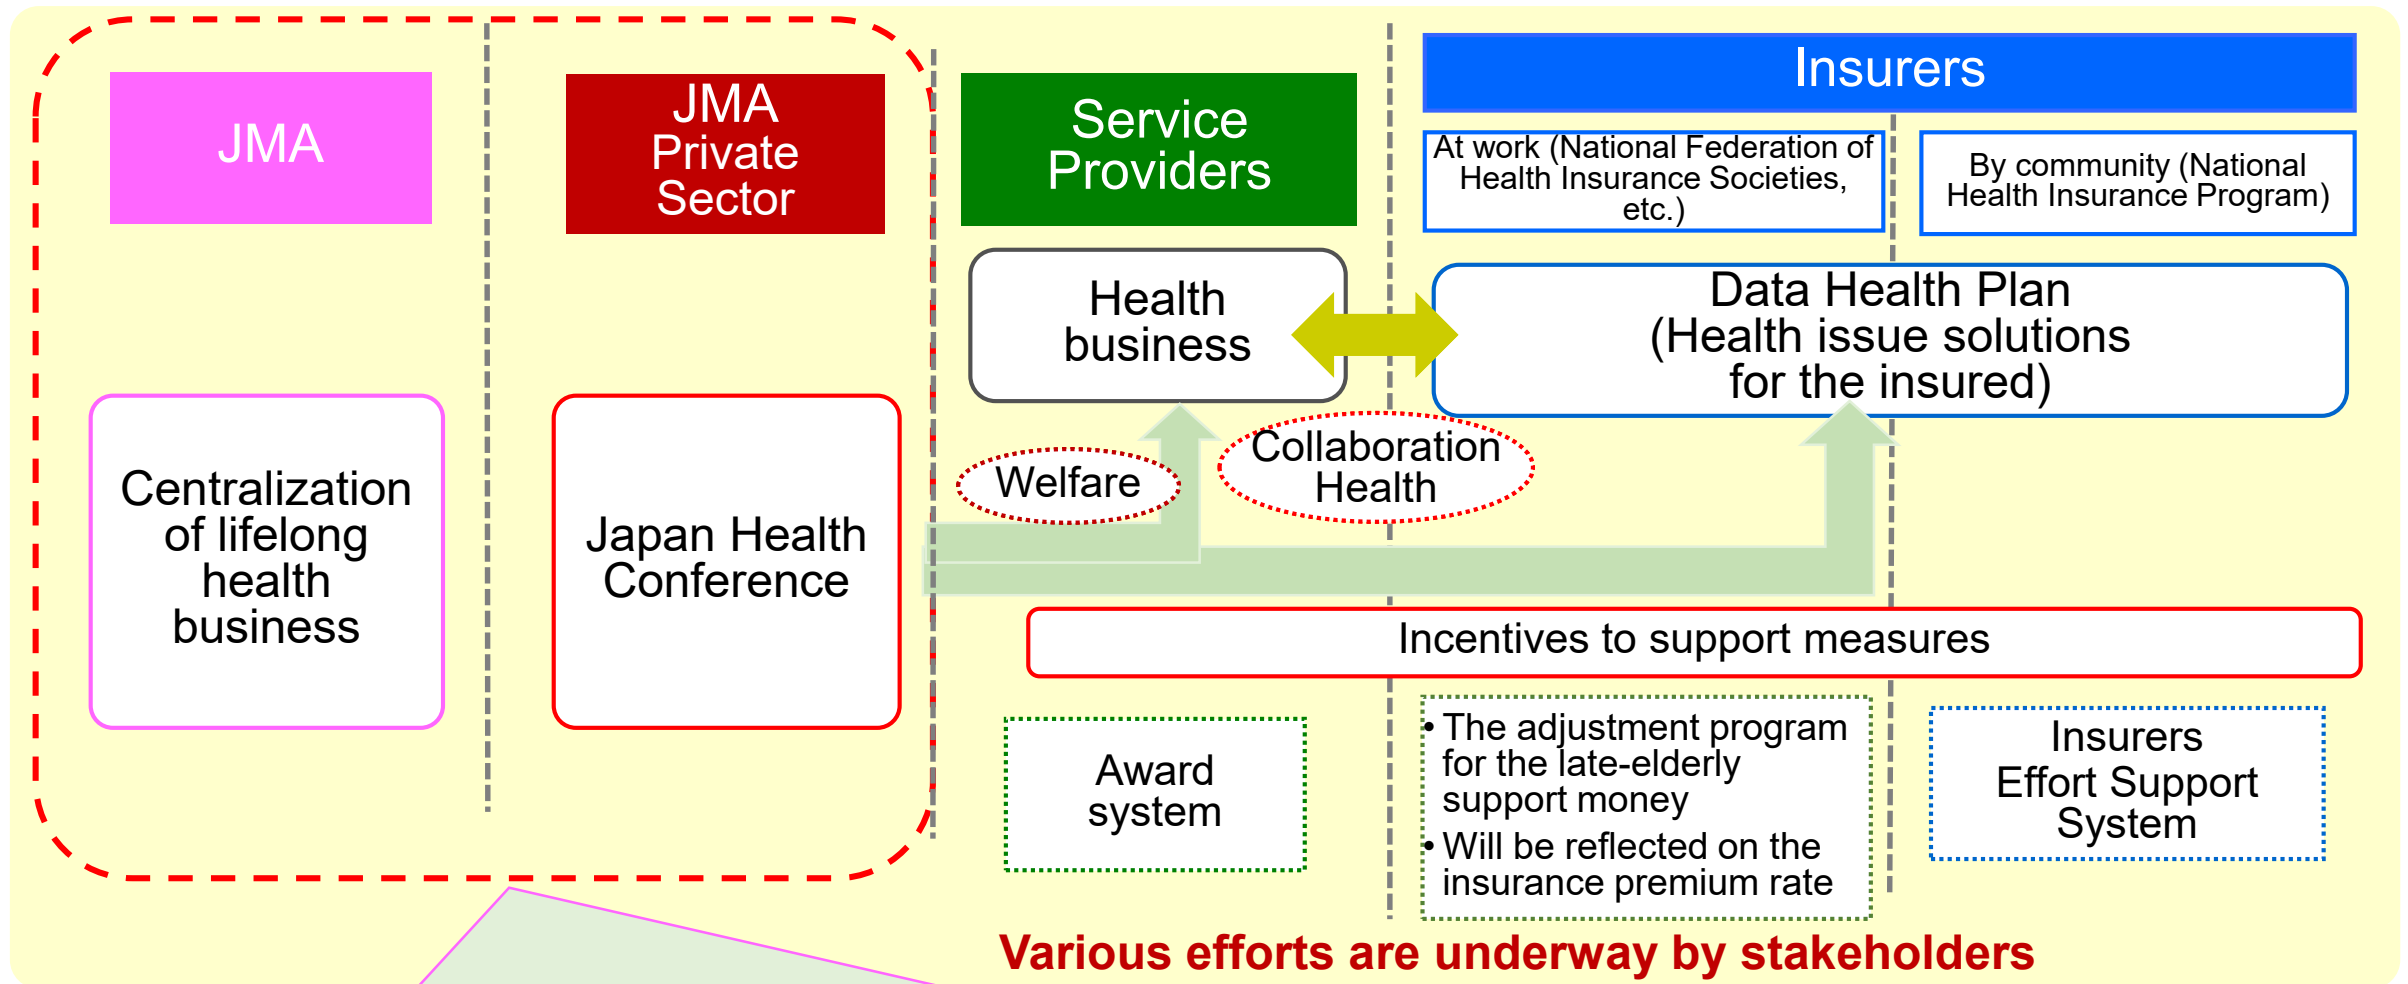 JMA
JMA
Private
Sector
Service
Providers
Insurers
At work (National Federation of
Health Insurance Societies,
etc.)
By community (National
Health Insurance Program)
Health
business
Data Health Plan
(Health issue solutions
for the insured)
Centralization
of lifelong
health
business
Japan Health
Conference
Welfare
Collaboration
Health
Incentives to support measures
Award
system
• The adjustment program
for the late-elderly
support money
• Will be reflected on the
insurance premium rate
Insurers
Effort Support
System
Various efforts are underway by stakeholders